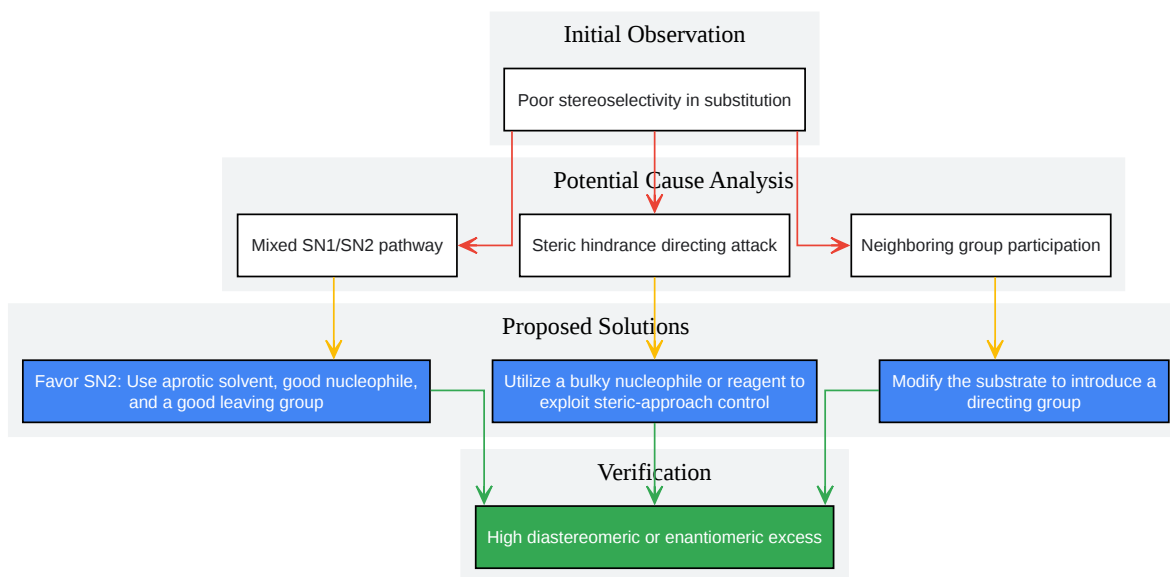 Initial Observation
Poor stereoselectivity in substitution
Potential Cause Analysis
Mixed SN1/SN2 pathway
Steric hindrance directing attack
Neighboring group participation
Proposed Solutions
Favor SN2: Use aprotic solvent, good nucleophile,
and a good leaving group
Utilize a bulky nucleophile or reagent to
exploit steric-approach control
Modify the substrate to introduce a
directing group
Verification
High diastereomeric or enantiomeric excess